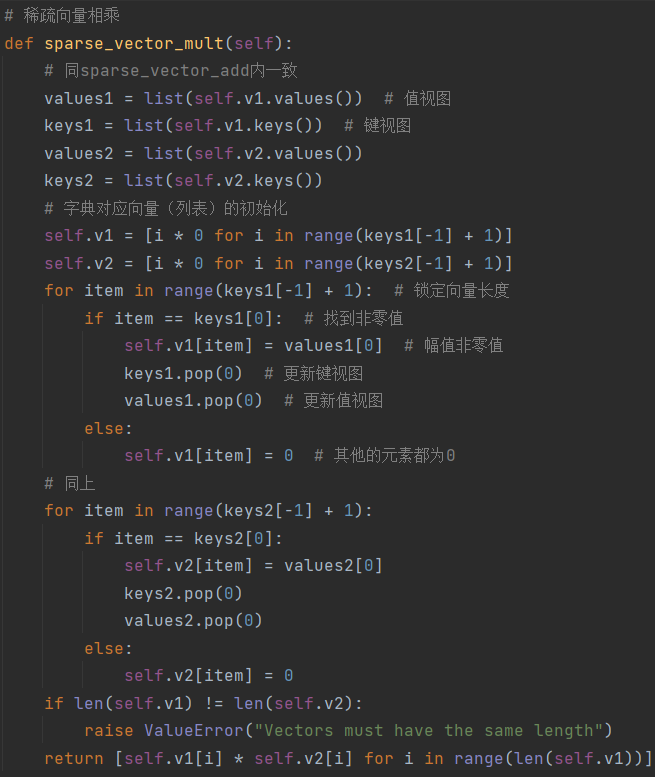 # 稀疏向量相乘
def sparse_vector_mult(self):
    # 同sparse_vector_add内一致
    values1 = list(self.v1.values())  # 值视图
    keys1 = list(self.v1.keys())  # 键视图
    values2 = list(self.v2.values())
    keys2 = list(self.v2.keys())
    # 字典对应向量（列表）的初始化
    self.v1 = [i * 0 for i in range(keys1[-1] + 1)]
    self.v2 = [i * 0 for i in range(keys2[-1] + 1)]
    for item in range(keys1[-1] + 1):  # 锁定向量长度
        if item == keys1[0]:  # 找到非零值
            self.v1[item] = values1[0]  # 幅值非零值
            keys1.pop(0)  # 更新键视图
            values1.pop(0)  # 更新值视图
        else:
            self.v1[item] = 0  # 其他的元素都为0
    # 同上
    for item in range(keys2[-1] + 1):
        if item == keys2[0]:
            self.v2[item] = values2[0]
            keys2.pop(0)
            values2.pop(0)
        else:
            self.v2[item] = 0
    if len(self.v1) != len(self.v2):
        raise ValueError("Vectors must have the same length")
    return [self.v1[i] * self.v2[i] for i in range(len(self.v1))]